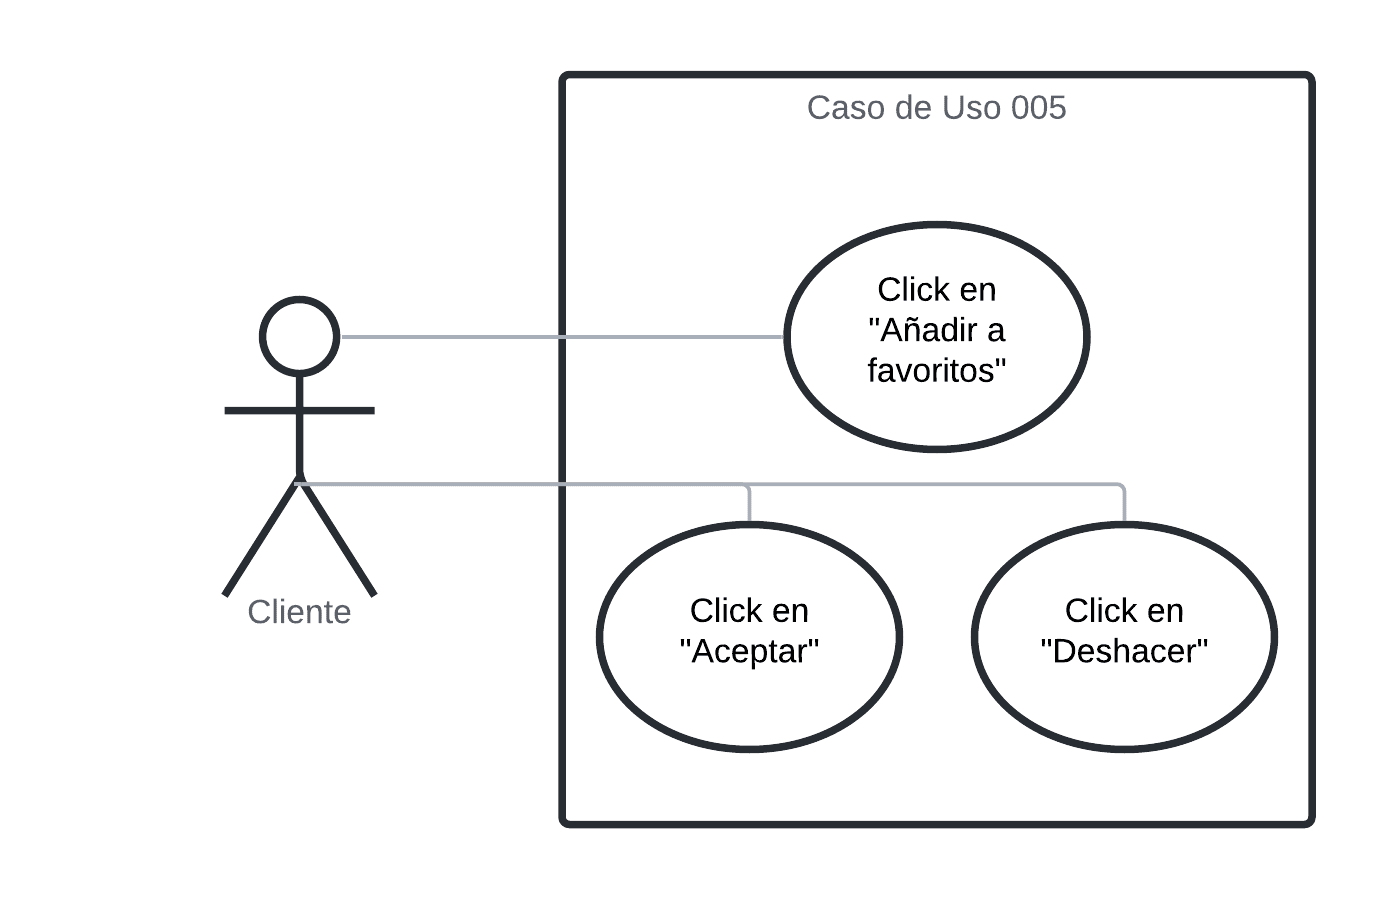 Caso de Uso 005
Click en
"Añadir a
favoritos"
Click en
"Aceptar"
Click en
"Deshacer"
Cliente